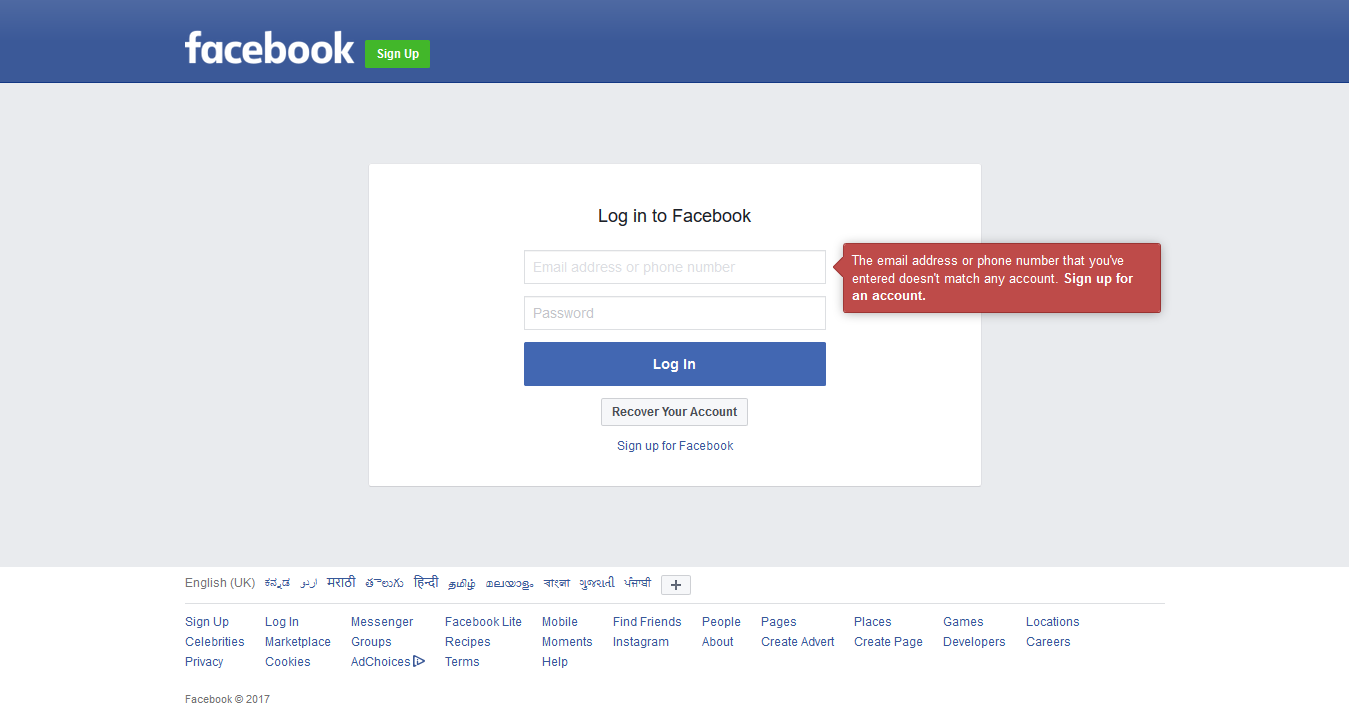 facebook
Sign Up
Log in to Facebook
Email address or phone number
The email address or phone number that you've
entered doesn't match any account. Sign up for
an account.
Password
Log In
Recover Your Account
Sign up for Facebook
English (UK) ಕನ್ನಡ اردو मराठी తెలుగు हिन्दी தமிழ் മലയാളം বাংলা ગુજરાતી ਪੰਜਾਬੀ +
Sign Up Log In Messenger Facebook Lite Mobile Find Friends People Pages Places Games Locations
Celebrities Marketplace Groups Recipes Moments Instagram About Create Advert Create Page Developers Careers
Privacy Cookies AdChoices Terms Help
Facebook © 2017